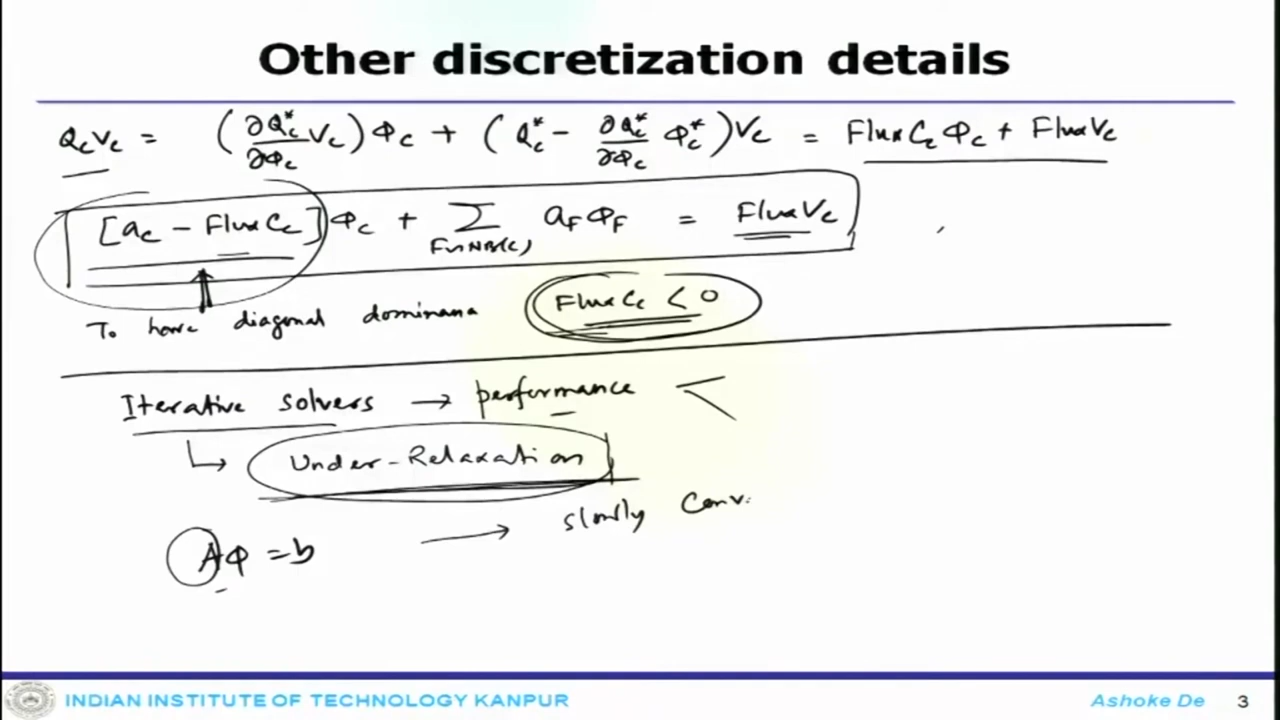 Other discretization details
Q_C V_C = (∂Q_C^*/∂Φ_C V_C) Φ_C + (Q_C^* - ∂Q_C^*/∂Φ_C Φ_C^*) V_C = FluxC_C Φ_C + FluxV_C
[a_C - FluxC_C] Φ_C + Σ_{F∼NB(C)} a_F Φ_F = FluxV_C
To have diagonal dominana FluxC_C < 0
Iterative solvers → performance <
↳ Under-Relaxation
AΦ = b → slowly Conv.
INDIAN INSTITUTE OF TECHNOLOGY KANPUR
Ashoke De 3